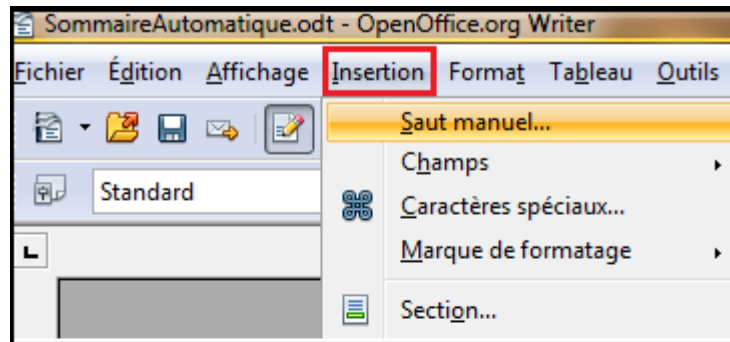 SommaireAutomatique.odt - OpenOffice.org Writer
Fichier Édition Affichage Insertion Format Tableau Outils
Saut manuel...
Champs
Standard
Caractères spéciaux...
Marque de formatage
Section...